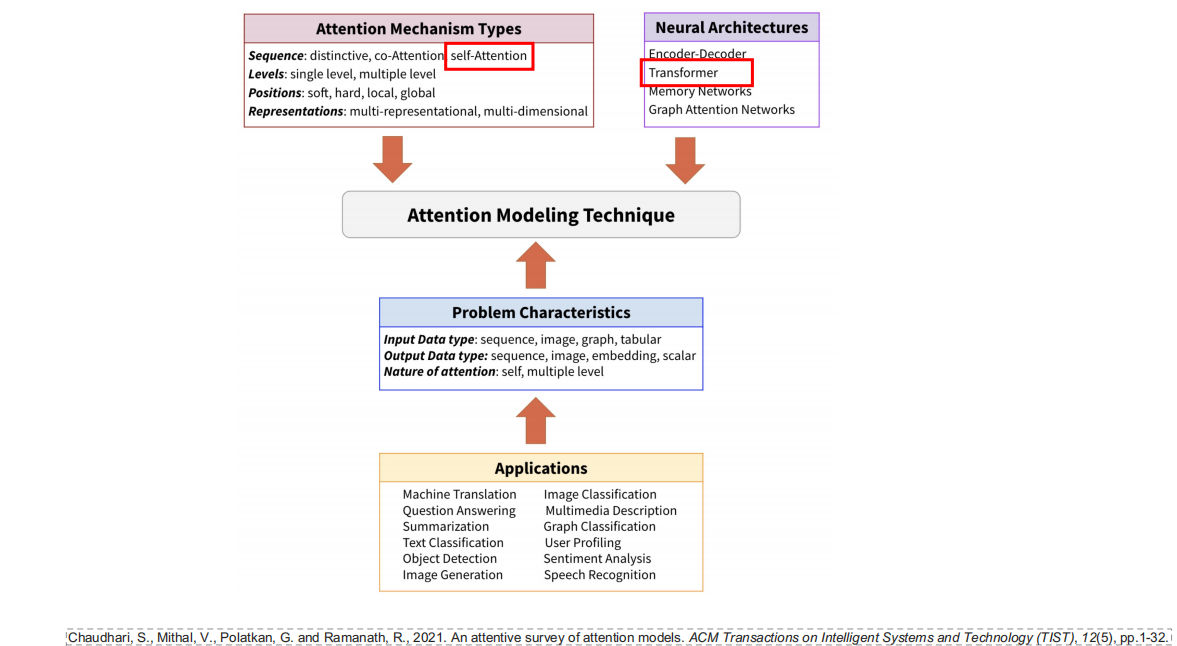 Attention Mechanism Types
Sequence: distinctive, co-Attention self-Attention
Levels: single level, multiple level
Positions: soft, hard, local, global
Representations: multi-representational, multi-dimensional
Neural Architectures
Encoder-Decoder
Transformer
Memory Networks
Graph Attention Networks
Attention Modeling Technique
Problem Characteristics
Input Data type: sequence, image, graph, tabular
Output Data type: sequence, image, embedding, scalar
Nature of attention: self, multiple level
Applications
Machine Translation Image Classification
Question Answering Multimedia Description
Summarization Graph Classification
Text Classification User Profiling
Object Detection Sentiment Analysis
Image Generation Speech Recognition
Chaudhari, S., Mithal, V., Polatkan, G. and Ramanath, R., 2021. An attentive survey of attention models. ACM Transactions on Intelligent Systems and Technology (TIST), 12(5), pp.1-32.